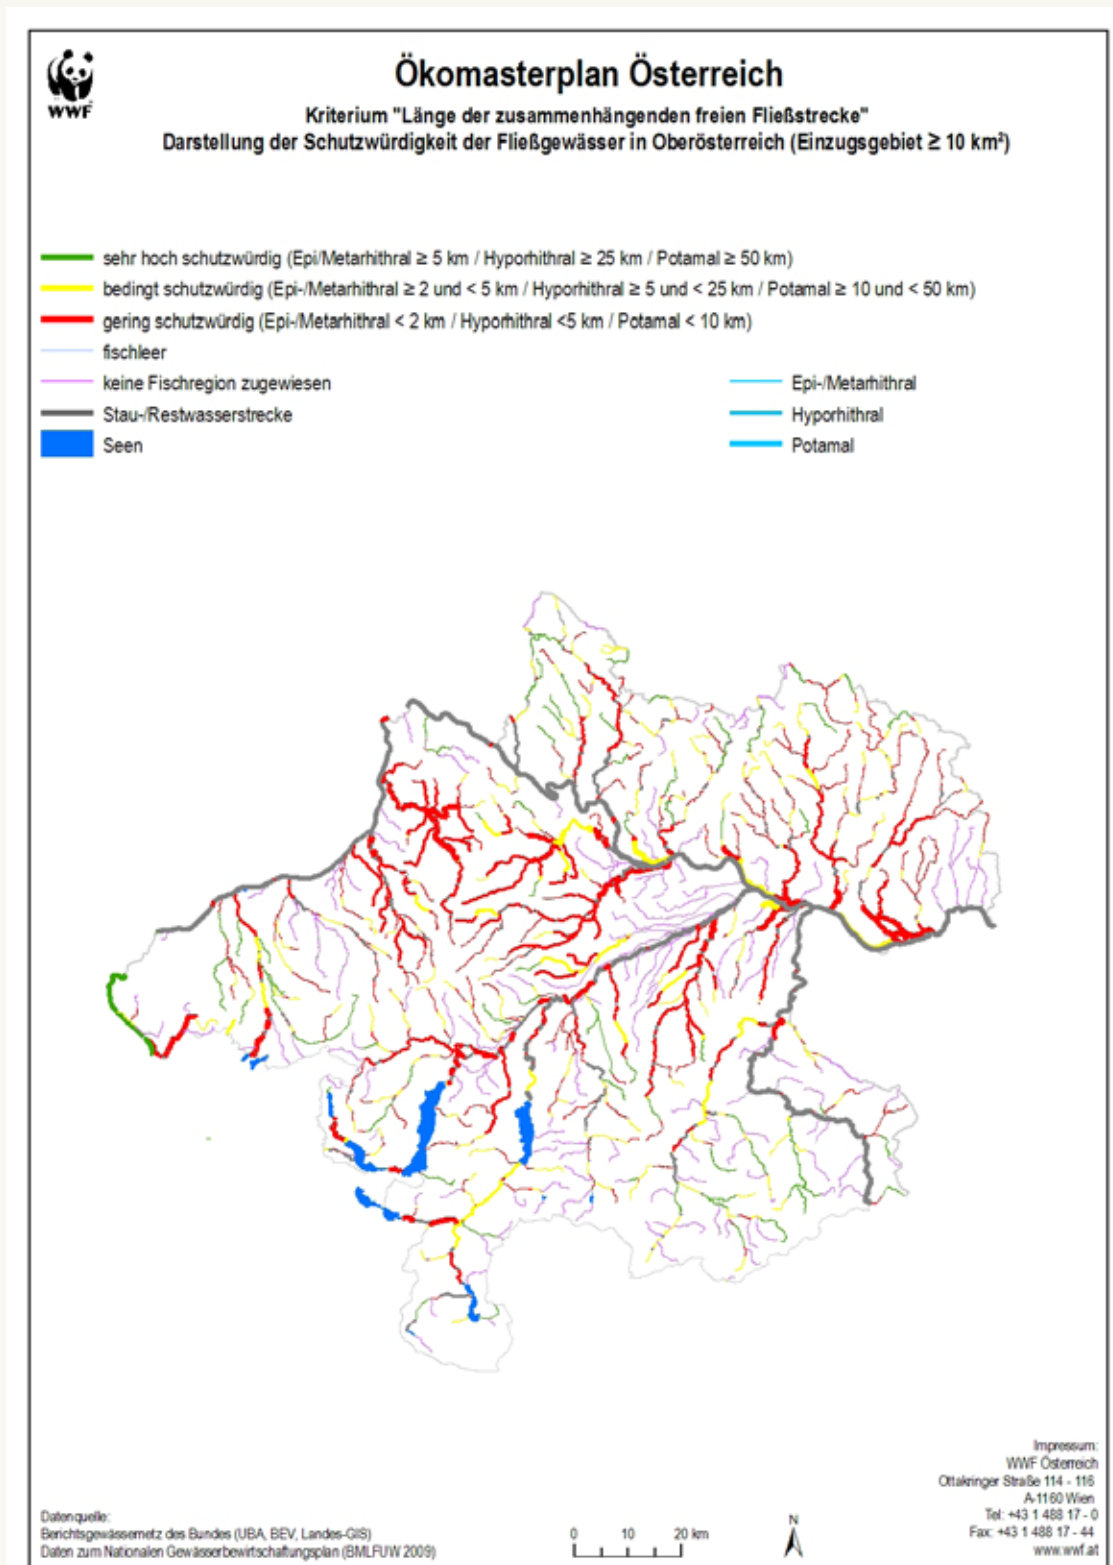 WWF
Ökomasterplan Österreich
Kriterium "Länge der zusammenhängenden freien Fließstrecke"
Darstellung der Schutzwürdigkeit der Fließgewässer in Oberösterreich (Einzugsgebiet ≥ 10 km²)
sehr hoch schutzwürdig (Epi/Metarhithral ≥ 5 km / Hyporhithral ≥ 25 km / Potamal ≥ 50 km)
bedingt schutzwürdig (Epi-/Metarhithral ≥ 2 und < 5 km / Hyporhithral ≥ 5 und < 25 km / Potamal ≥ 10 und < 50 km)
gering schutzwürdig (Epi-/Metarhithral < 2 km / Hyporhithral <5 km / Potamal < 10 km)
fischleer
keine Fischregion zugewiesen
Stau-/Restwasserstrecke
Seen
Epi-/Metarhithral
Hyporhithral
Potamal
Datenquelle:
Berichtsgewässernetz des Bundes (UBA, BEV, Landes-GIS)
Daten zum Nationalen Gewässerbewirtschaftungsplan (BMLFUW 2009)
0 10 20 km
N
Impressum:
WWF Österreich
Ottakringer Straße 114 - 116
A-1160 Wien
Tel: +43 1 488 17 - 0
Fax: +43 1 488 17 - 44
www.wwf.at